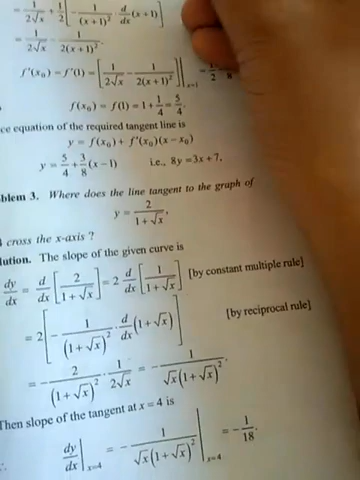 = 1/(2√x) + 1/2 [ - 1/(x+1)² · d/dx (x+1) ]
= 1/(2√x) - 1/(2(x+1)²).
f'(x₀) = f'(1) = [ 1/(2√x) - 1/(2(x+1)²) ] |ₓ₌₁ = 1/2
f(x₀) = f(1) = 1 + 1/4 = 5/4.
ce equation of the required tangent line is
y = f(x₀) + f'(x₀)(x - x₀)
y = 5/4 + 3/8 (x - 1) i.e., 8y = 3x + 7,
blem 3. Where does the line tangent to the graph of
y = 2/(1+√x),
cross the x-axis ?
lution. The slope of the given curve is
dy/dx = d/dx [ 2/(1+√x) ] = 2 d/dx [ 1/(1+√x) ] [by constant multiple rule]
= 2 [ - 1/(1+√x)² · d/dx (1+√x) ] [by reciprocal rule]
= - 2/(1+√x)² · 1/(2√x) = - 1/(√x(1+√x)²).
Then slope of the tangent at x = 4 is
∴ dy/dx |ₓ₌₄ = - 1/(√x(1+√x)²) |ₓ₌₄ = - 1/18.